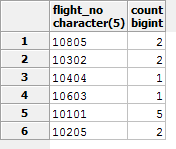 flight_no count
character(5) bigint
1 10805 2
2 10302 2
3 10404 1
4 10603 1
5 10101 5
6 10205 2